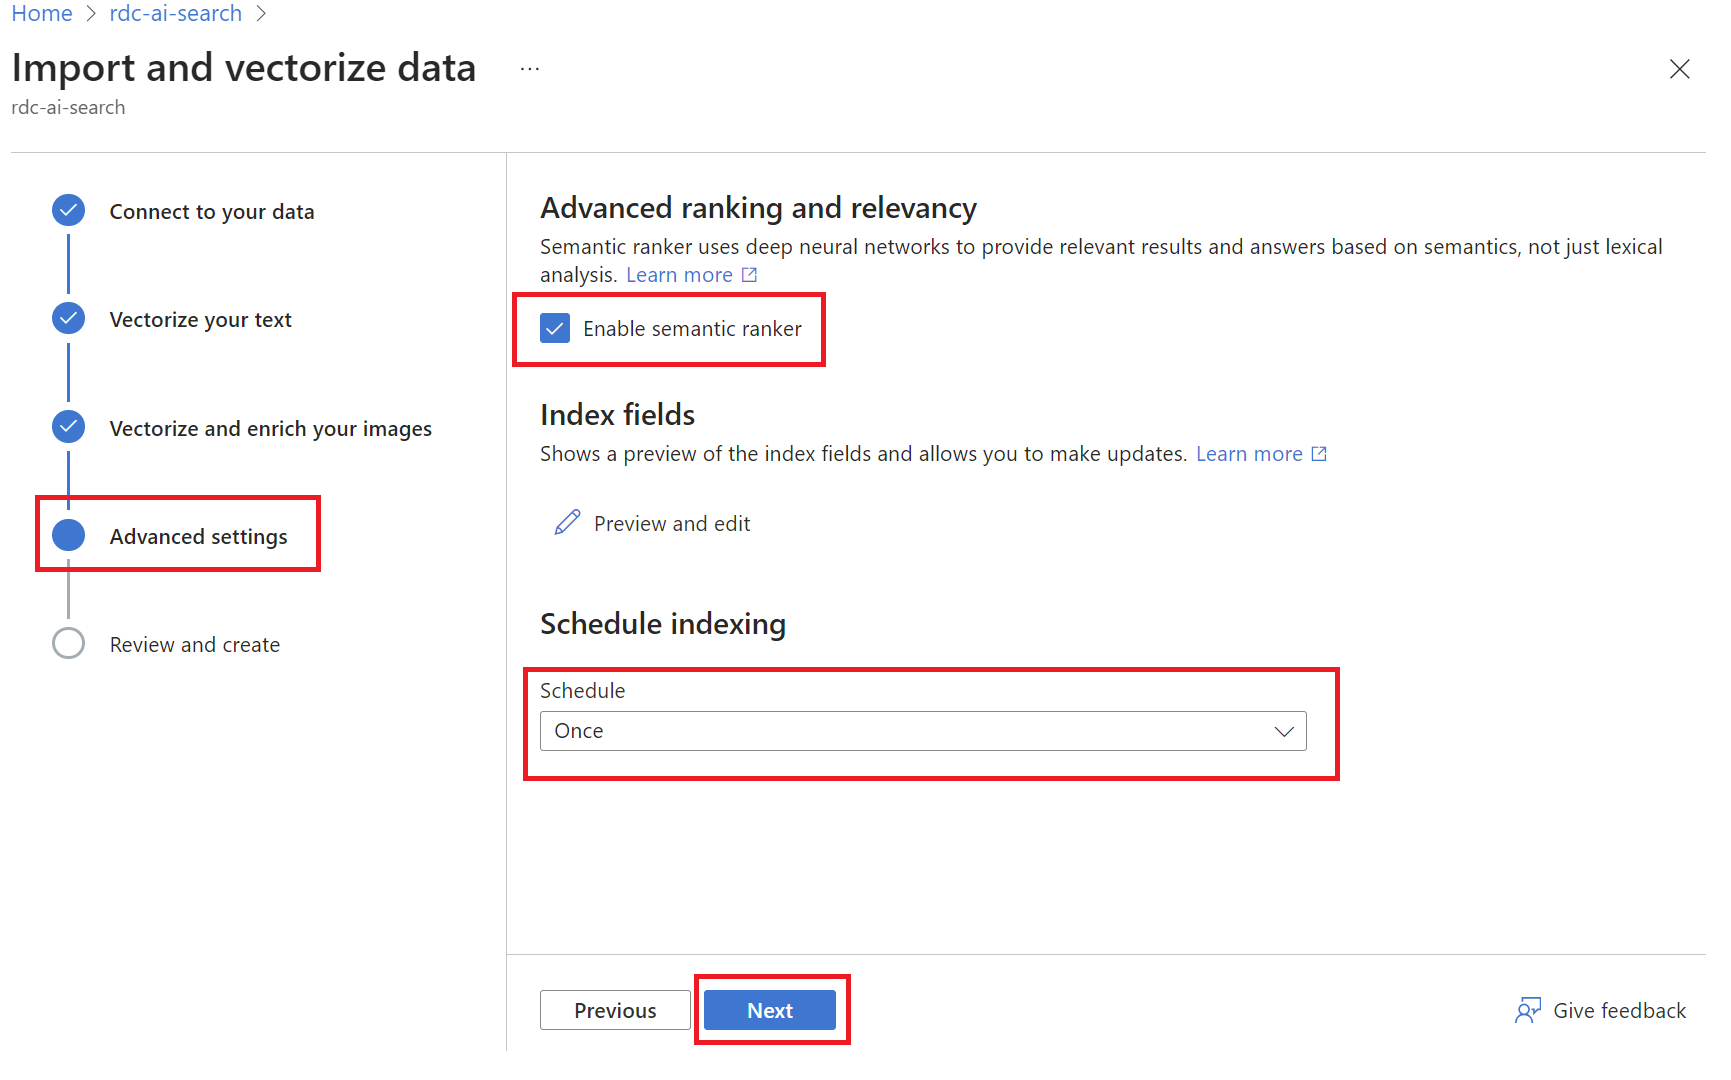 Home > rdc-ai-search >
Import and vectorize data ...
rdc-ai-search
Connect to your data
Vectorize your text
Vectorize and enrich your images
Advanced settings
Review and create
Advanced ranking and relevancy
Semantic ranker uses deep neural networks to provide relevant results and answers based on semantics, not just lexical
analysis. Learn more
Enable semantic ranker
Index fields
Shows a preview of the index fields and allows you to make updates. Learn more
Preview and edit
Schedule indexing
Schedule
Once
Previous
Next
Give feedback